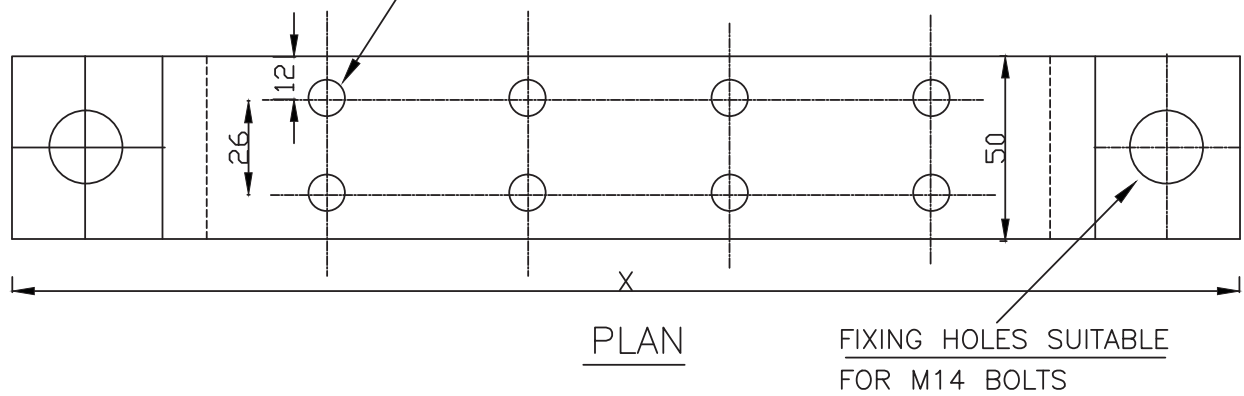 12
26
50
X
PLAN
FIXING HOLES SUITABLE
FOR M14 BOLTS